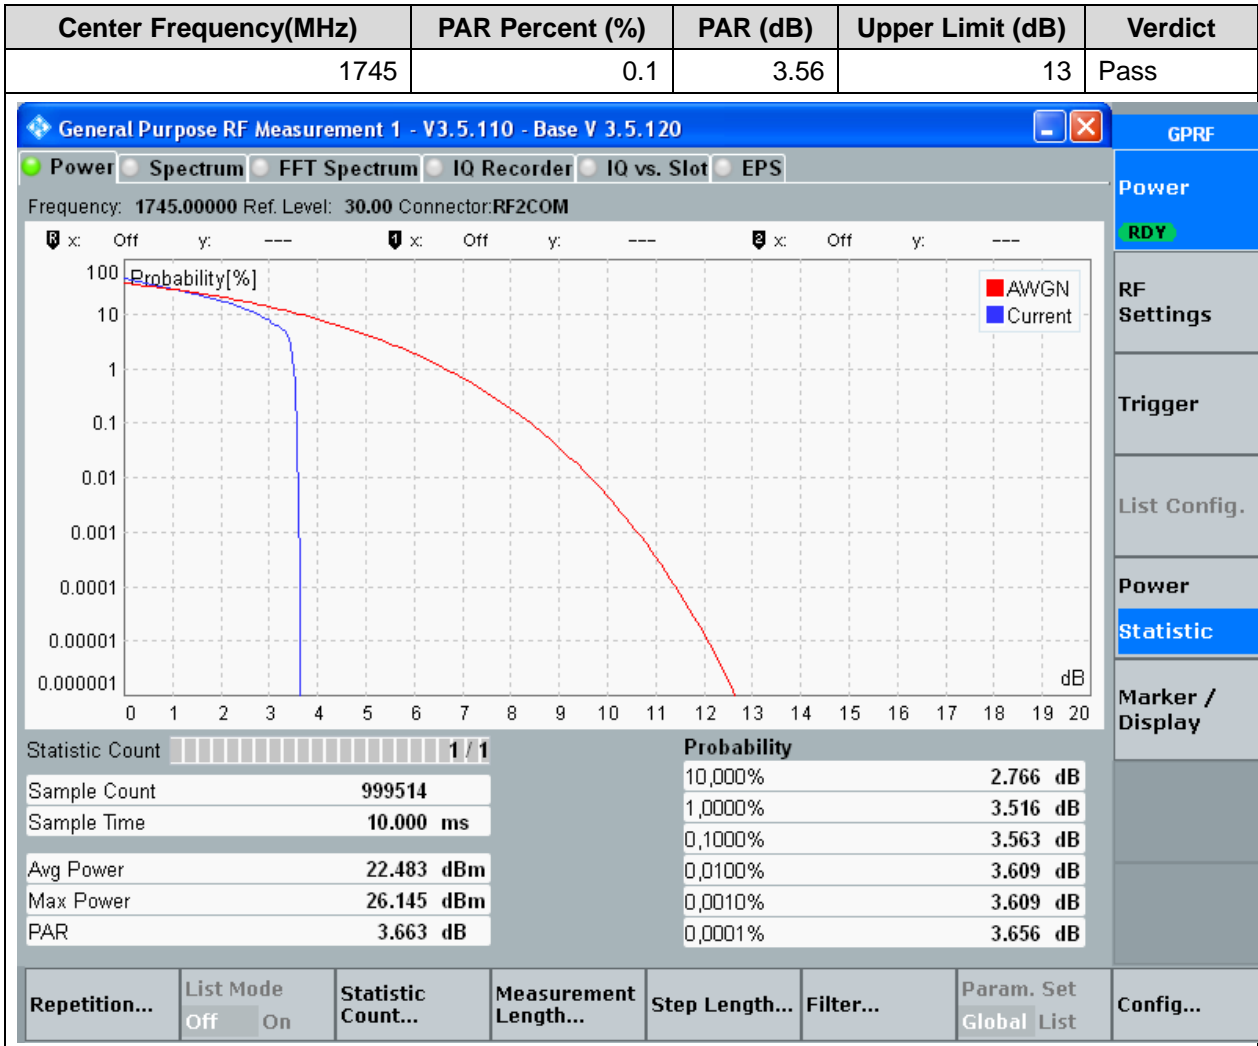 Center Frequency(MHz) PAR Percent (%) PAR (dB) Upper Limit (dB) Verdict
1745 0.1 3.56 13 Pass
General Purpose RF Measurement 1 - V3.5.110 - Base V 3.5.120
GPRF
Power Spectrum FFT Spectrum IQ Recorder IQ vs. Slot EPS
Power
RDY
Frequency: 1745.00000 Ref. Level: 30.00 Connector:RF2COM
R x: Off y: --- 1 x: Off y: --- 2 x: Off y: ---
100 Probability[%]
AWGN
Current
10
1
0.1
0.01
0.001
0.0001
0.00001
0.000001
dB
0 1 2 3 4 5 6 7 8 9 10 11 12 13 14 15 16 17 18 19 20
RF
Settings
Trigger
List Config.
Power
Statistic
Marker /
Display
Statistic Count 1 / 1
Sample Count 999514
Sample Time 10.000 ms
Avg Power 22.483 dBm
Max Power 26.145 dBm
PAR 3.663 dB
Probability
10,000% 2.766 dB
1,0000% 3.516 dB
0,1000% 3.563 dB
0,0100% 3.609 dB
0,0010% 3.609 dB
0,0001% 3.656 dB
Repetition...
List Mode
Off On
Statistic
Count...
Measurement
Length...
Step Length...
Filter...
Param. Set
Global List
Config...